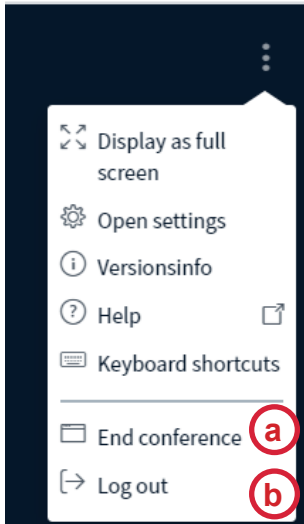 Display as full
screen
Open settings
Versionsinfo
Help
Keyboard shortcuts
End conference a
Log out b